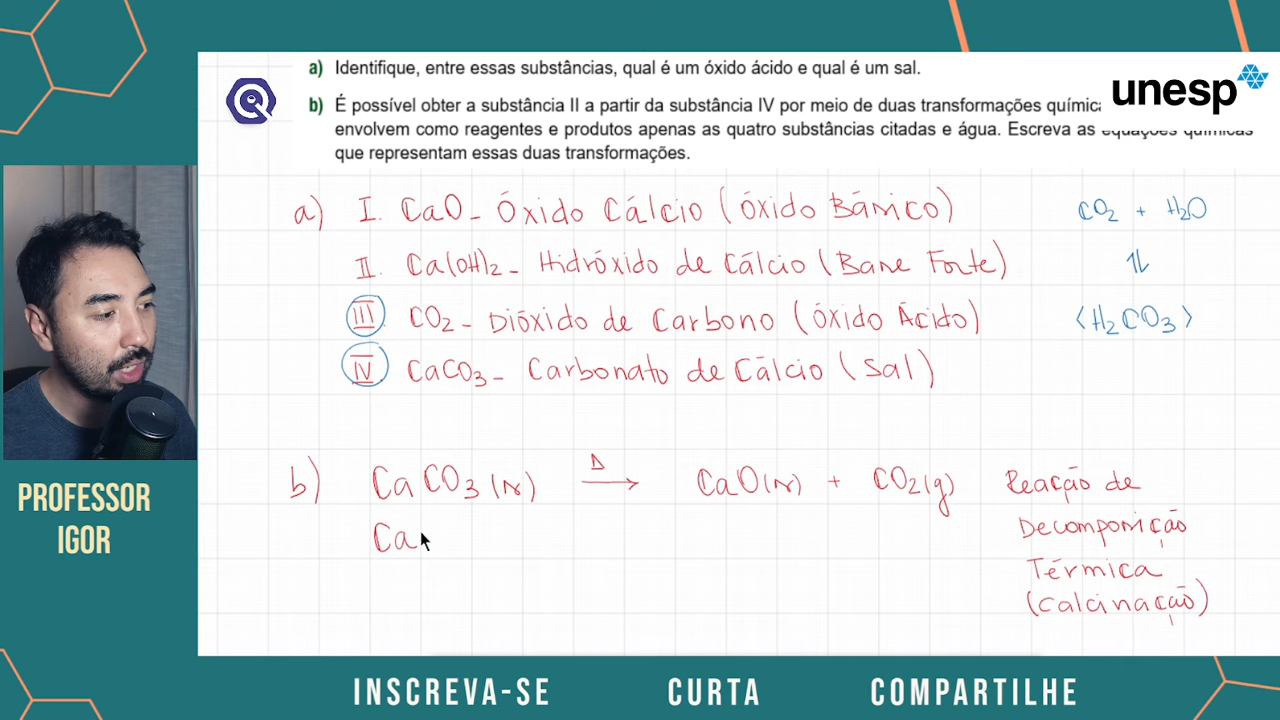 a) Identifique, entre essas substâncias, qual é um óxido ácido e qual é um sal.
b) É possível obter a substância II a partir da substância IV por meio de duas transformações química
envolvem como reagentes e produtos apenas as quatro substâncias citadas e água. Escreva as equações químicas
que representam essas duas transformações.
unesp
a) I. CaO - Óxido Cálcio (Óxido Básico)
CO2 + H2O
II. Ca(OH)2 - Hidróxido de Cálcio (Base Forte)
⇅
III CO2 - Dióxido de Carbono (Óxido Ácido)
<H2CO3>
IV CaCO3 - Carbonato de Cálcio (Sal)
b) CaCO3(s) Δ→ CaO(s) + CO2(g)
Ca
Reação de
Decomposição
Térmica
(Calcinação)
PROFESSOR
IGOR
INSCREVA-SE CURTA COMPARTILHE